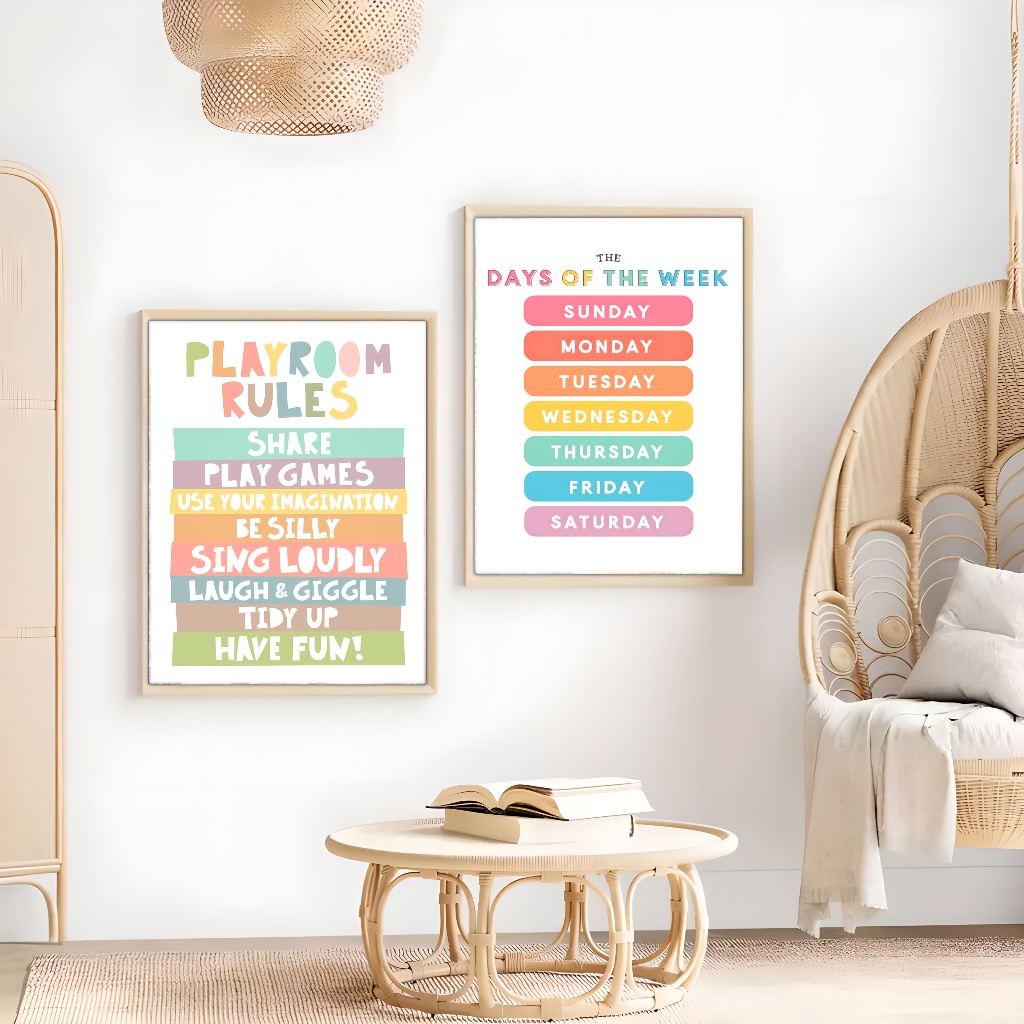 PLAYROOM
RULES
SHARE
PLAY GAMES
USE YOUR IMAGINATION
BE SILLY
SING LOUDLY
LAUGH & GIGGLE
TIDY UP
HAVE FUN!
THE
DAYS OF THE WEEK
SUNDAY
MONDAY
TUESDAY
WEDNESDAY
THURSDAY
FRIDAY
SATURDAY